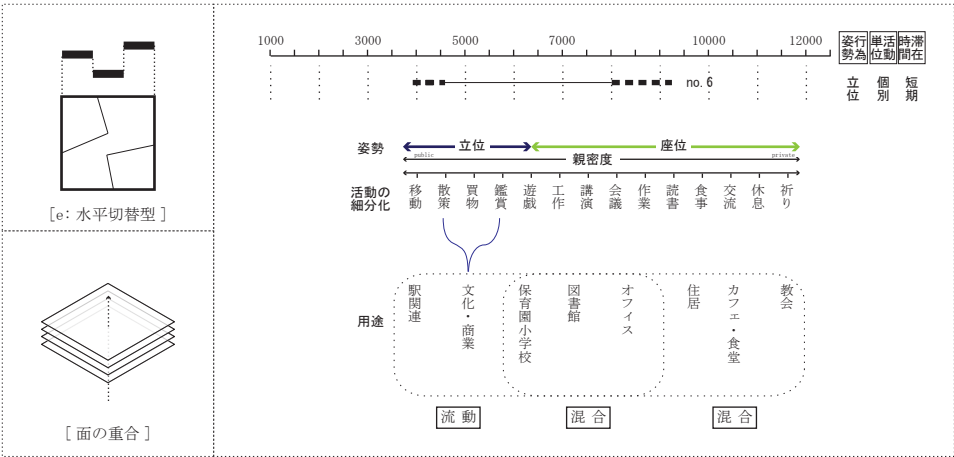 [e: 水平切替型 ]
[ 面の重合 ]
1000 3000 5000 7000 10000 12000
姿勢 行為
単位 活動
時間 滞在
no. 6
立位
個別
短期
姿勢
立位
座位
public
親密度
private
活動の
細分化
移動
散策
買物
鑑賞
遊戯
工作
講演
会議
作業
読書
食事
交流
休息
祈り
用途
駅関連
文化・商業
保育園小学校
図書館
オフィス
住居
カフェ・食堂
教会
流動
混合
混合